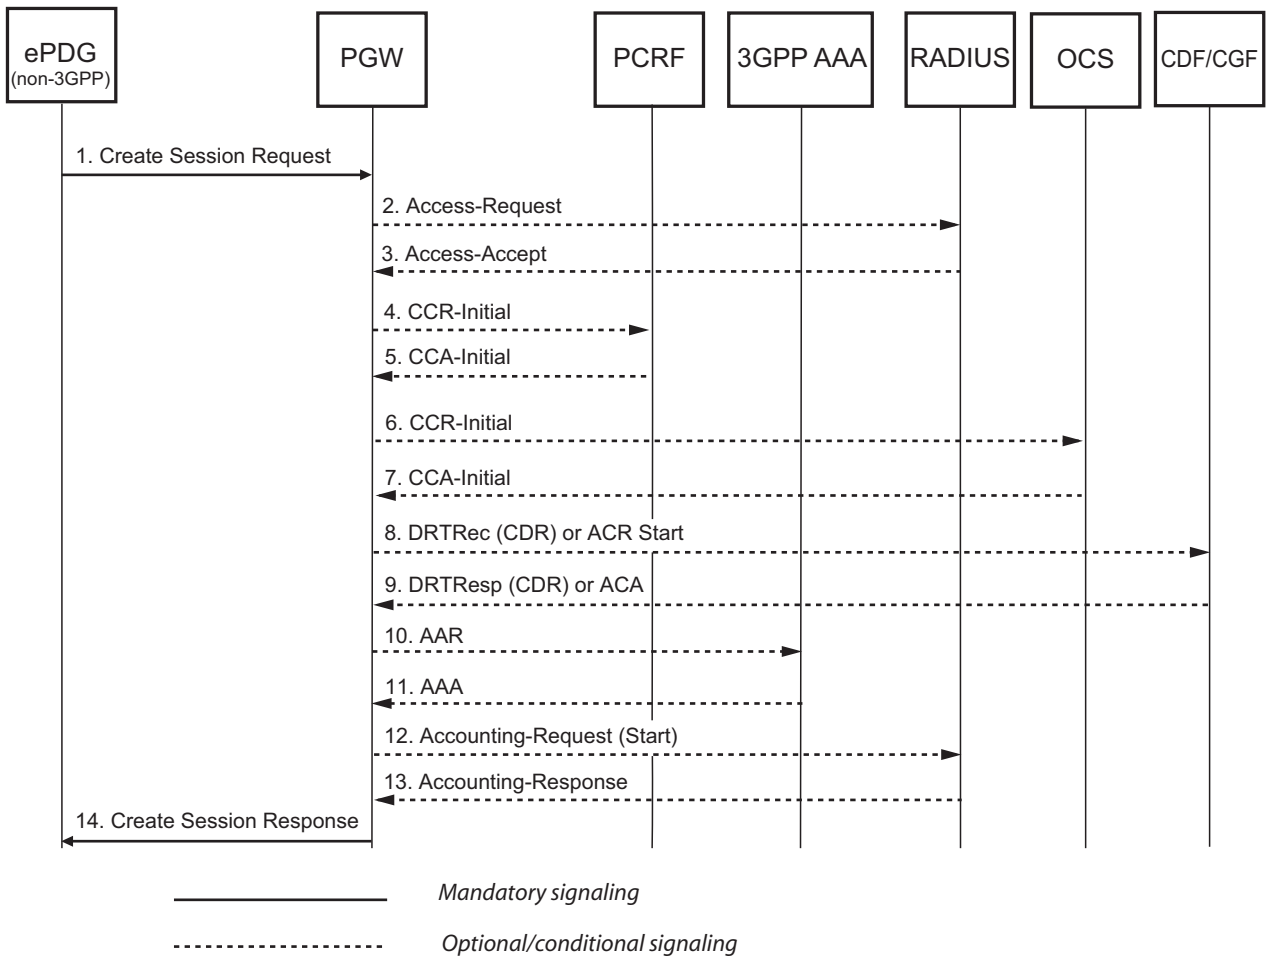 ePDG
(non-3GPP)
PGW
PCRF
3GPP AAA
RADIUS
OCS
CDF/CGF
1. Create Session Request
2. Access-Request
3. Access-Accept
4. CCR-Initial
5. CCA-Initial
6. CCR-Initial
7. CCA-Initial
8. DRTRec (CDR) or ACR Start
9. DRTResp (CDR) or ACA
10. AAR
11. AAA
12. Accounting-Request (Start)
13. Accounting-Response
14. Create Session Response
Mandatory signaling
Optional/conditional signaling